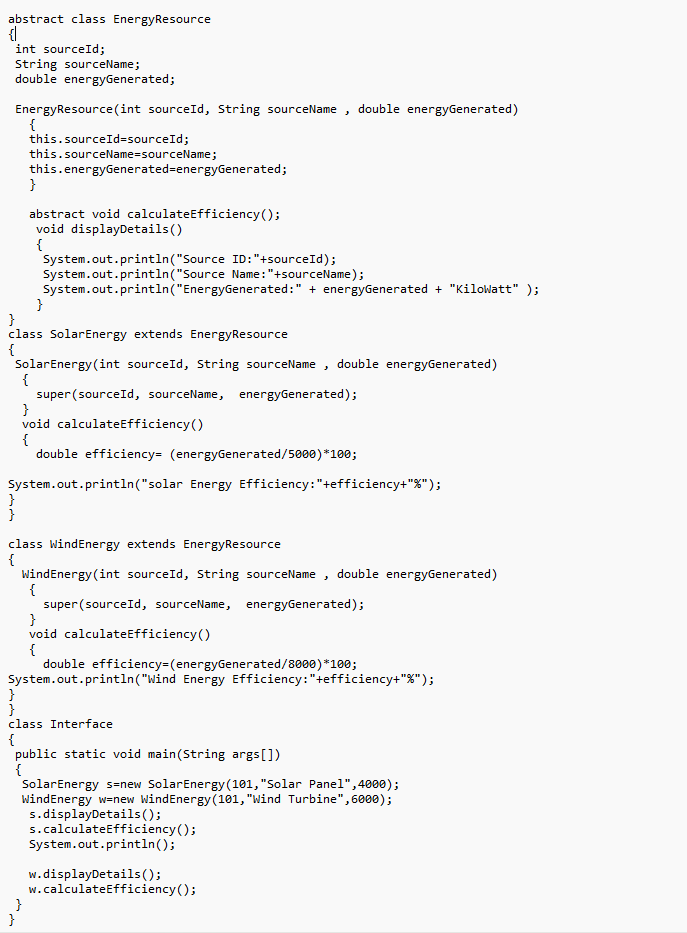 abstract class EnergyResource
{
 int sourceId;
 String sourceName;
 double energyGenerated;

 EnergyResource(int sourceId, String sourceName , double energyGenerated)
   {
   this.sourceId=sourceId;
   this.sourceName=sourceName;
   this.energyGenerated=energyGenerated;
   }

   abstract void calculateEfficiency();
    void displayDetails()
    {
     System.out.println("Source ID:"+sourceId);
     System.out.println("Source Name:"+sourceName);
     System.out.println("EnergyGenerated:" + energyGenerated + "KiloWatt" );
    }
}
class SolarEnergy extends EnergyResource
{
 SolarEnergy(int sourceId, String sourceName , double energyGenerated)
  {
    super(sourceId, sourceName,  energyGenerated);
  }
  void calculateEfficiency()
  {
    double efficiency= (energyGenerated/5000)*100;

System.out.println("solar Energy Efficiency:"+efficiency+"%");
}
}

class WindEnergy extends EnergyResource
{
  WindEnergy(int sourceId, String sourceName , double energyGenerated)
   {
     super(sourceId, sourceName,  energyGenerated);
   }
   void calculateEfficiency()
   {
     double efficiency=(energyGenerated/8000)*100;
System.out.println("Wind Energy Efficiency:"+efficiency+"%");
}
}
class Interface
{
 public static void main(String args[])
 {
  SolarEnergy s=new SolarEnergy(101,"Solar Panel",4000);
  WindEnergy w=new WindEnergy(101,"Wind Turbine",6000);
   s.displayDetails();
   s.calculateEfficiency();
   System.out.println();

   w.displayDetails();
   w.calculateEfficiency();
 }
}